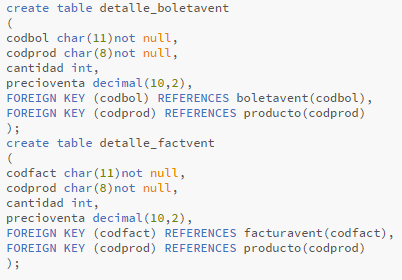 create table detalle_boletavent
(
codbol char(11)not null,
codprod char(8)not null,
cantidad int,
precioventa decimal(10,2),
FOREIGN KEY (codbol) REFERENCES boletavent(codbol),
FOREIGN KEY (codprod) REFERENCES producto(codprod)
);
create table detalle_factvent
(
codfact char(11)not null,
codprod char(8)not null,
cantidad int,
precioventa decimal(10,2),
FOREIGN KEY (codfact) REFERENCES facturavent(codfact),
FOREIGN KEY (codprod) REFERENCES producto(codprod)
);